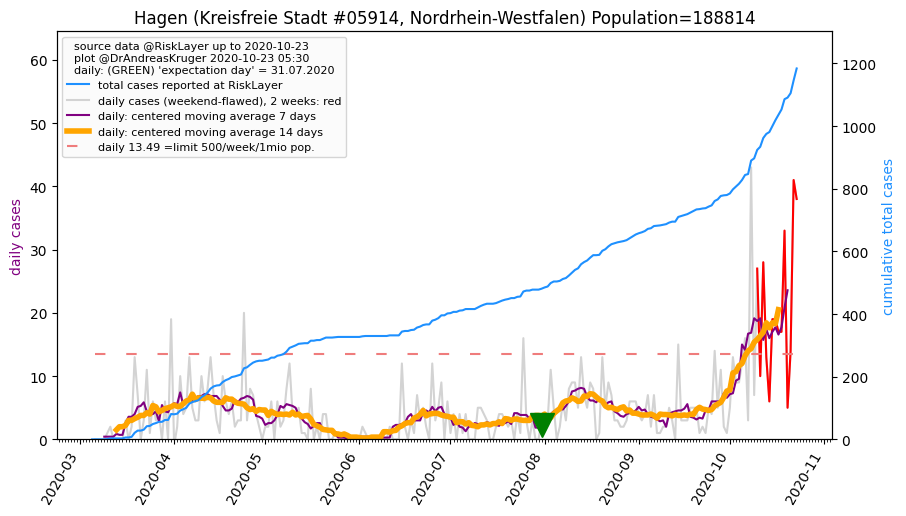 Hagen (Kreisfreie Stadt #05914, Nordrhein-Westfalen) Population=188814
source data @RiskLayer up to 2020-10-23
plot @DrAndreasKruger 2020-10-23 05:30
daily: (GREEN) 'expectation day' = 31.07.2020
total cases reported at RiskLayer
daily cases (weekend-flawed), 2 weeks: red
daily: centered moving average 7 days
daily: centered moving average 14 days
daily 13.49 =limit 500/week/1mio pop.
daily cases
60
50
40
30
20
10
0
cumulative total cases
1200
1000
800
600
400
200
0
2020-03
2020-04
2020-05
2020-06
2020-07
2020-08
2020-09
2020-10
2020-11